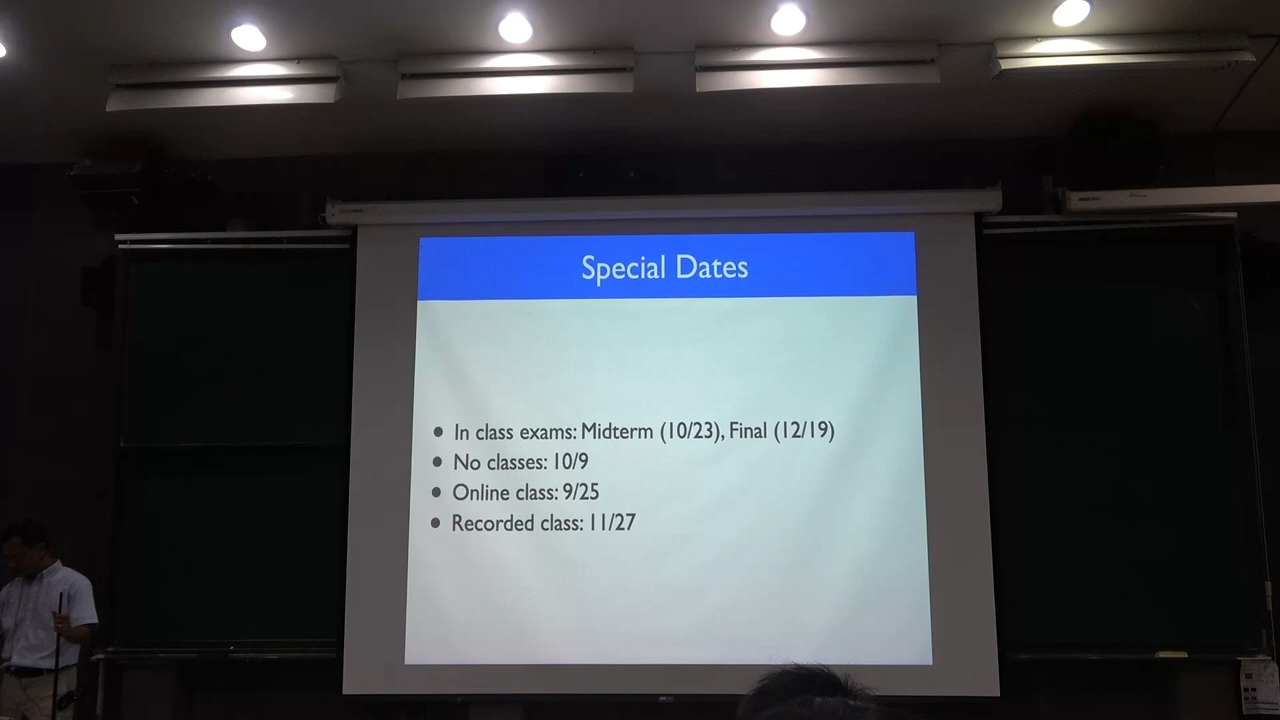 Special Dates
• In class exams: Midterm (10/23), Final (12/19)
• No classes: 10/9
• Online class: 9/25
• Recorded class: 11/27